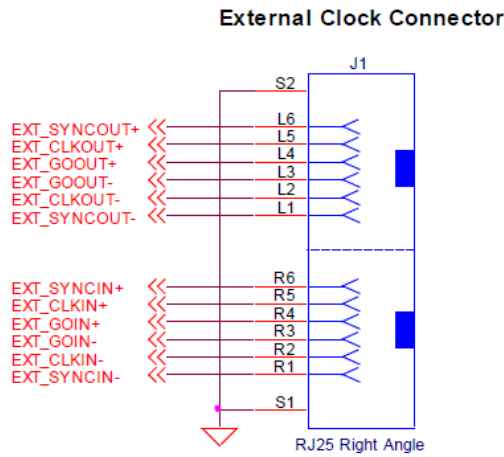 External Clock Connector
J1
S2
EXT_SYNCOUT+ L6
EXT_CLKOUT+ L5
EXT_GOOUT+ L4
EXT_GOOUT- L3
EXT_CLKOUT- L2
EXT_SYNCOUT- L1
EXT_SYNCIN+ R6
EXT_CLKIN+ R5
EXT_GOIN+ R4
EXT_GOIN- R3
EXT_CLKIN- R2
EXT_SYNCIN- R1
S1
RJ25 Right Angle